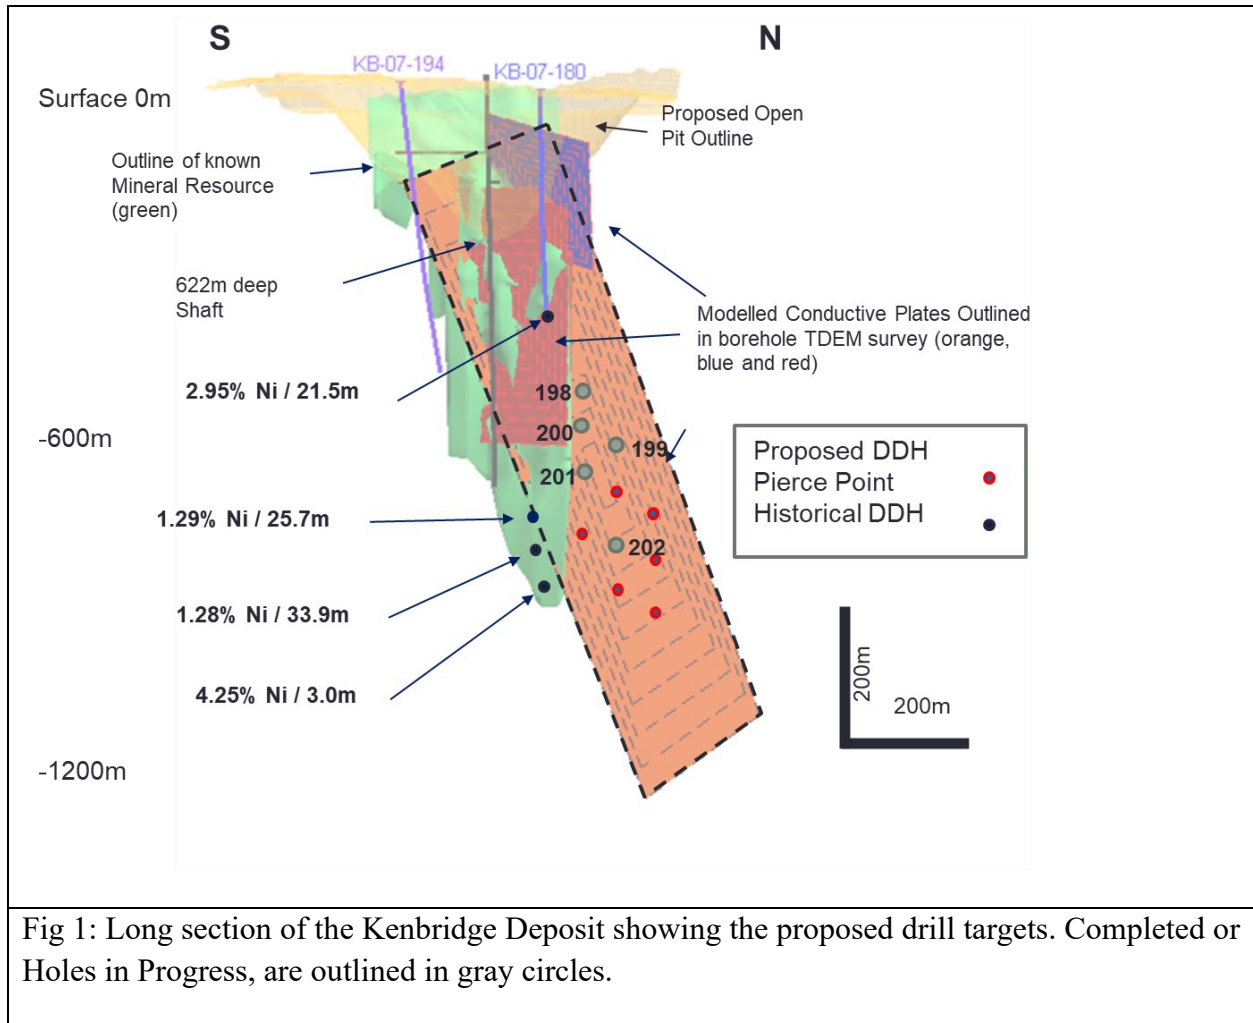 S
N
KB-07-194
KB-07-180
Surface 0m
Proposed Open
Pit Outline
Outline of known
Mineral Resource
(green)
622m deep
Shaft
Modelled Conductive Plates Outlined
in borehole TDEM survey (orange,
blue and red)
2.95% Ni / 21.5m
198
-600m
200
199
201
Proposed DDH
Pierce Point
Historical DDH
1.29% Ni / 25.7m
202
1.28% Ni / 33.9m
4.25% Ni / 3.0m
200m
200m
-1200m
Fig 1: Long section of the Kenbridge Deposit showing the proposed drill targets. Completed or
Holes in Progress, are outlined in gray circles.